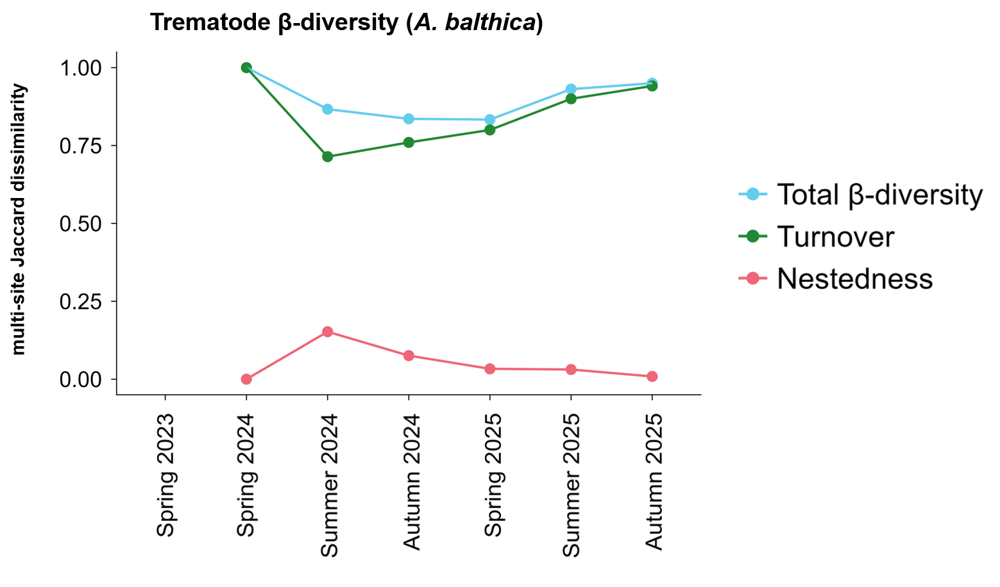 Trematode β-diversity (A. balthica)
multi-site Jaccard dissimilarity
1.00
0.75
0.50
0.25
0.00
Spring 2023
Spring 2024
Summer 2024
Autumn 2024
Spring 2025
Summer 2025
Autumn 2025
Total β-diversity
Turnover
Nestedness